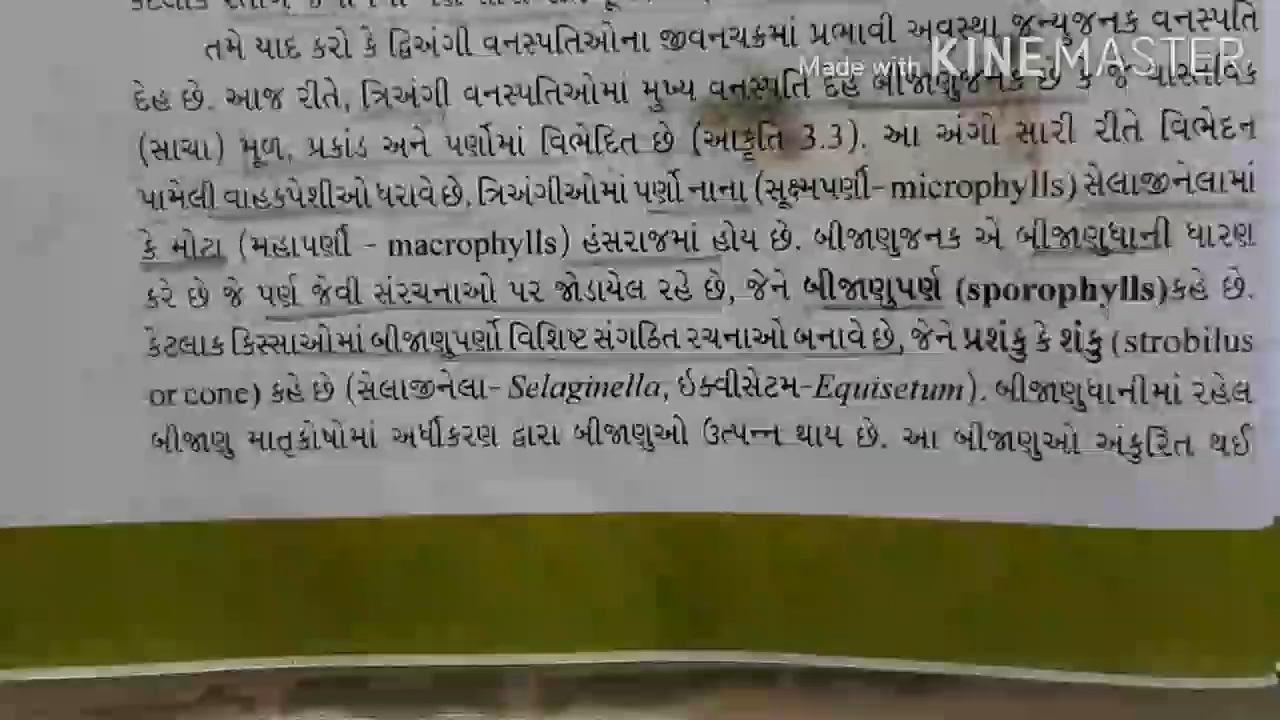 તમે યાદ કરો કે દ્વિઅંગી વનસ્પતિઓના જીવનચક્રમાં પ્રભાવી અવસ્થા જન્યુજનક વનસ્પતિ
Made with KINEMASTER
દેહ છે. આજ રીતે, ત્રિઅંગી વનસ્પતિઓમાં મુખ્ય વનસ્પતિ દેહ બીજાણુજનક છે કે જે વાસ્તવિક
(સાચા) મૂળ, પ્રકાંડ અને પર્ણોમાં વિભેદિત છે (આકૃતિ 3.3). આ અંગો સારી રીતે વિભેદન
પામેલી વાહકપેશીઓ ધરાવે છે. ત્રિઅંગીઓમાં પર્ણો નાના (સૂક્ષ્મપર્ણી- microphylls) સેલાજીનેલામાં
કે મોટા (મહાપર્ણી - macrophylls) હંસરાજમાં હોય છે. બીજાણુજનક એ બીજાણુધાની ધારણ
કરે છે જે પર્ણ જેવી સંરચનાઓ પર જોડાયેલ રહે છે, જેને બીજાણુપર્ણ (sporophylls)કહે છે.
કેટલાક કિસ્સાઓમાં બીજાણુપર્ણો વિશિષ્ટ સંગઠિત રચનાઓ બનાવે છે, જેને પ્રશંકુ કે શંકુ (strobilus
or cone) કહે છે (સેલાજીનેલા- Selaginella, ઇક્વીસેટમ-Equisetum). બીજાણુધાનીમાં રહેલ
બીજાણુ માતૃકોષોમાં અર્ધીકરણ દ્વારા બીજાણુઓ ઉત્પન્ન થાય છે. આ બીજાણુઓ અંકુરિત થઈ